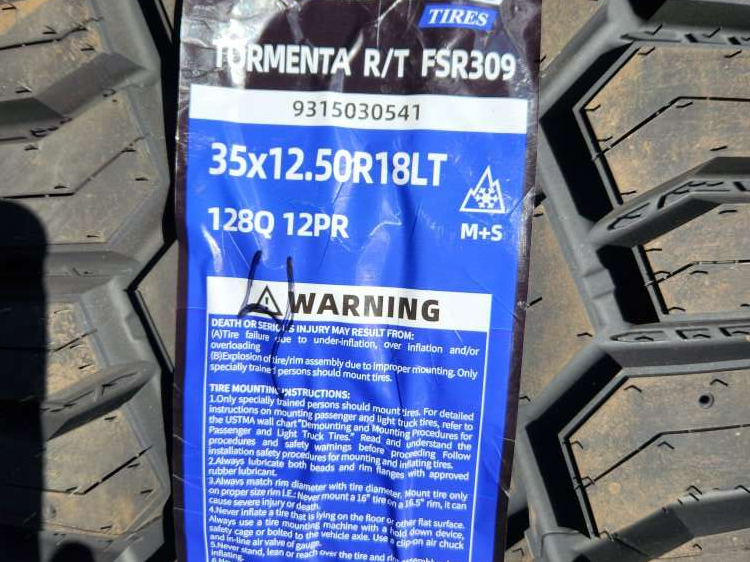 TIRES
TORMENTA R/T FSR309
9315030541
35x12.50R18LT
128Q 12PR
M+S
WARNING
DEATH OR SERIOUS INJURY MAY RESULT FROM:
(A)Tire failure due to under-inflation, over inflation and/or
overloading
(B)Explosion of tire/rim assembly due to improper mounting. Only
specially trained persons should mount tires.
TIRE MOUNTING INSTRUCTIONS:
1.Only specially trained persons should mount tires. For detailed
instructions on mounting passenger and light truck tires, refer to
the USTMA wall chart"Demounting and Mounting Procedures for
Passenger and Light Truck Tires." Read and understand the
procedures and safety warnings before proceeding Follow
installation safety procedures for mounting and inflating tires.
2.Always lubricate both beads and rim flanges with approved
rubber lubricant.
3.Always match rim diameter with tire diameter. Mount tire only
on proper size rim I.E.: Never mount a 16" tire on a 16.5" rim, it can
cause severe injury or death.
4.Never inflate a tire that is lying on the floor or other flat surface.
Always use a tire mounting machine with a hold down device,
safety cage or bolted to the vehicle axle. Use a clip-on air chuck
and in-line air valve of gauge.
5.Never stand, lean or reach over the tire and rim
inflating.